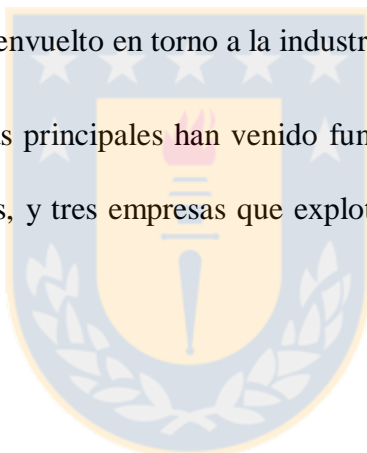 envuelto en torno a la industr
s principales han venido fun
s, y tres empresas que explot